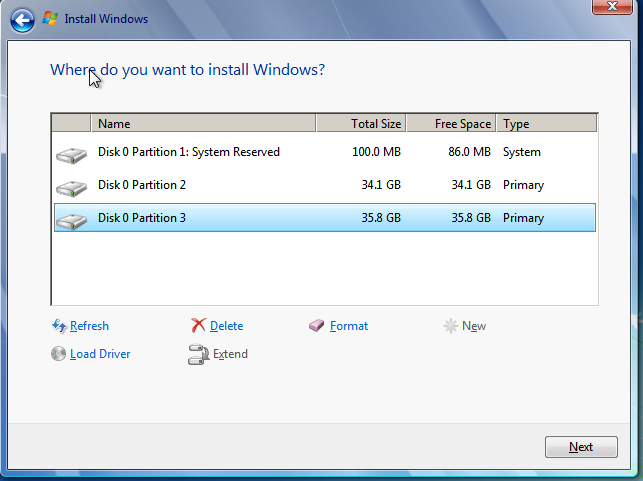 Install Windows
Where do you want to install Windows?
Name Total Size Free Space Type
Disk 0 Partition 1: System Reserved 100.0 MB 86.0 MB System
Disk 0 Partition 2 34.1 GB 34.1 GB Primary
Disk 0 Partition 3 35.8 GB 35.8 GB Primary
Refresh Delete Format New
Load Driver Extend
Next